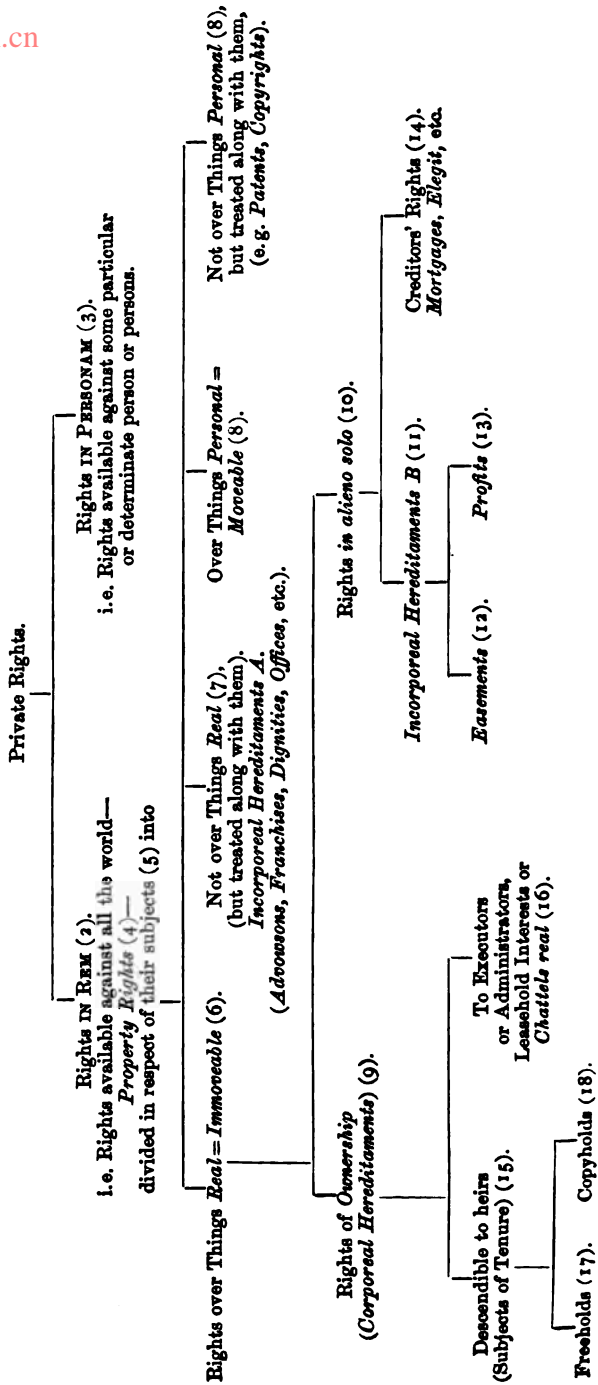 .cn
Private Rights.
Rights IN REM (2).
i.e. Rights available against all the world—
Property Rights (4)—
divided in respect of their subjects (5) into
Rights IN PERSONAM (3).
i.e. Rights available against some particular
or determinate person or persons.
Rights over Things Real = Immoveable (6).
Not over Things Real (7),
(but treated along with them).
Incorporeal Hereditaments A.
(Advowsons, Franchises, Dignities, Offices, etc.).
Over Things Personal =
Moveable (8).
Not over Things Personal (8),
but treated along with them,
(e.g. Patents, Copyrights).
Rights of Ownership
(Corporeal Hereditaments) (9).
Rights in alieno solo (10).
Incorporeal Hereditaments B (11).
Creditors' Rights (14).
Mortgages, Elegit, etc.
Easements (12).
Profits (13).
Descendible to heirs
(Subjects of Tenure) (15).
To Executors
or Administrators,
Leasehold Interests or
Chattels real (16).
Freeholds (17).
Copyholds (18).